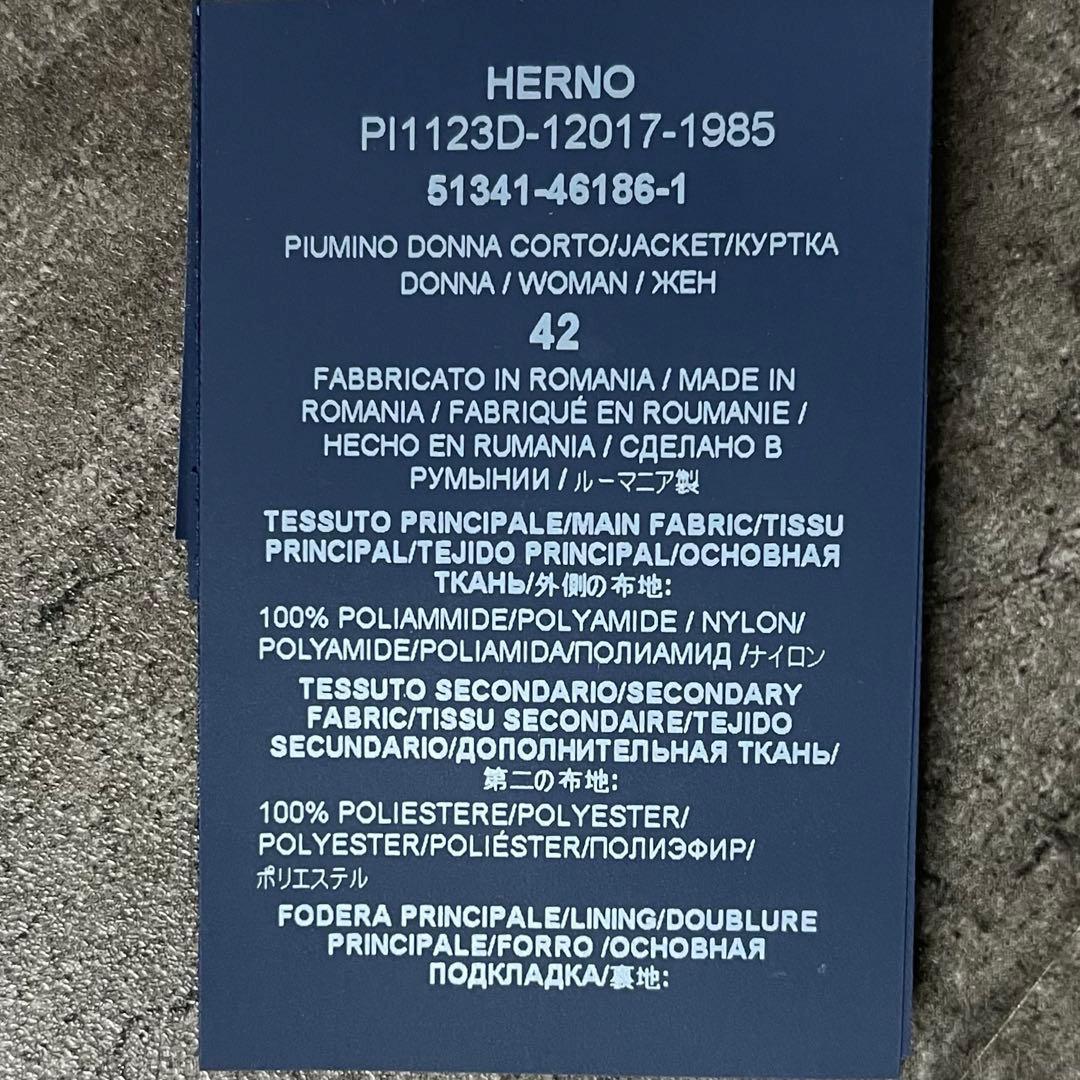 HERNO
PI1123D-12017-1985
51341-46186-1
PIUMINO DONNA CORTO/JACKET/КУРТКА
DONNA / WOMAN / ЖЕН
42
FABBRICATO IN ROMANIA / MADE IN
ROMANIA / FABRIQUÉ EN ROUMANIE /
HECHO EN RUMANIA / СДЕЛАНО В
РУМЫНИИ / ルーマニア製
TESSUTO PRINCIPALE/MAIN FABRIC/TISSU
PRINCIPAL/TEJIDO PRINCIPAL/ОСНОВНАЯ
ТКАНЬ/外側の布地:
100% POLIAMMIDE/POLYAMIDE / NYLON/
POLYAMIDE/POLIAMIDA/ПОЛИАМИД /ナイロン
TESSUTO SECONDARIO/SECONDARY
FABRIC/TISSU SECONDAIRE/TEJIDO
SECUNDARIO/ДОПОЛНИТЕЛЬНАЯ ТКАНЬ/
第二の布地:
100% POLIESTERE/POLYESTER/
POLYESTER/POLIÉSTER/ПОЛИЭФИР/
ポリエステル
FODERA PRINCIPALE/LINING/DOUBLURE
PRINCIPALE/FORRO /ОСНОВНАЯ
ПОДКЛАДКА/裏地: